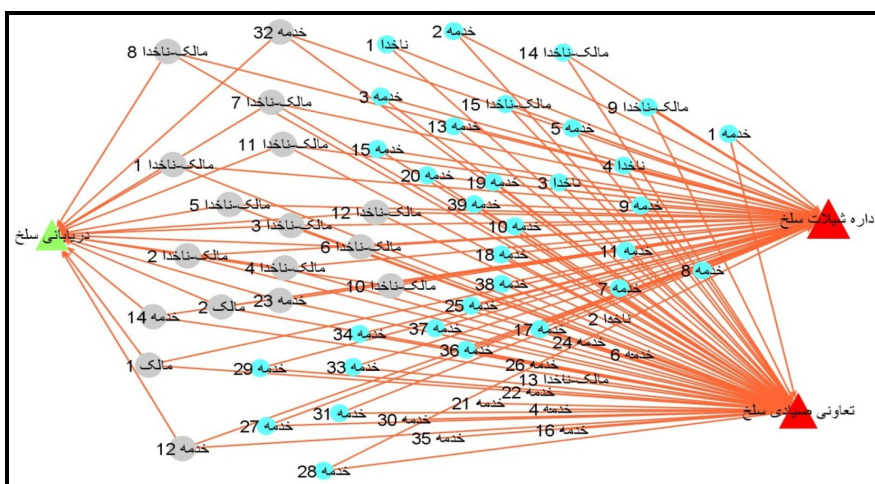 خدمه 32
خدمه 2
ناخدا 1
مالک-ناخدا 8
مالک-ناخدا 14
خدمه 3
مالک-ناخدا 7
مالک-ناخدا 15
مالک-ناخدا 9
خدمه 13
خدمه 5
خدمه 1
مالک-ناخدا 11
خدمه 15
مالک-ناخدا 1
ناخدا 4
خدمه 20
خدمه 19
ناخدا 3
مالک-ناخدا 5
مالک-ناخدا 12
خدمه 39
خدمه 9
اداره شیلات سلخ
مالک-ناخدا 3
خدمه 10
دریابانی سلخ
مالک-ناخدا 6
مالک-ناخدا 2
خدمه 18
خدمه 11
مالک-ناخدا 4
خدمه 8
مالک-ناخدا 10
خدمه 38
خدمه 7
خدمه 23
مالک 2
خدمه 25
خدمه 14
ناخدا 2
خدمه 34
خدمه 37
خدمه 17
خدمه 24
خدمه 36
خدمه 6
مالک 1
خدمه 29
خدمه 33
خدمه 26
مالک-ناخدا 13
خدمه 22
خدمه 21
خدمه 4
تعاونی صیادی سلخ
خدمه 31
خدمه 27
خدمه 30
خدمه 16
خدمه 35
خدمه 12
خدمه 28